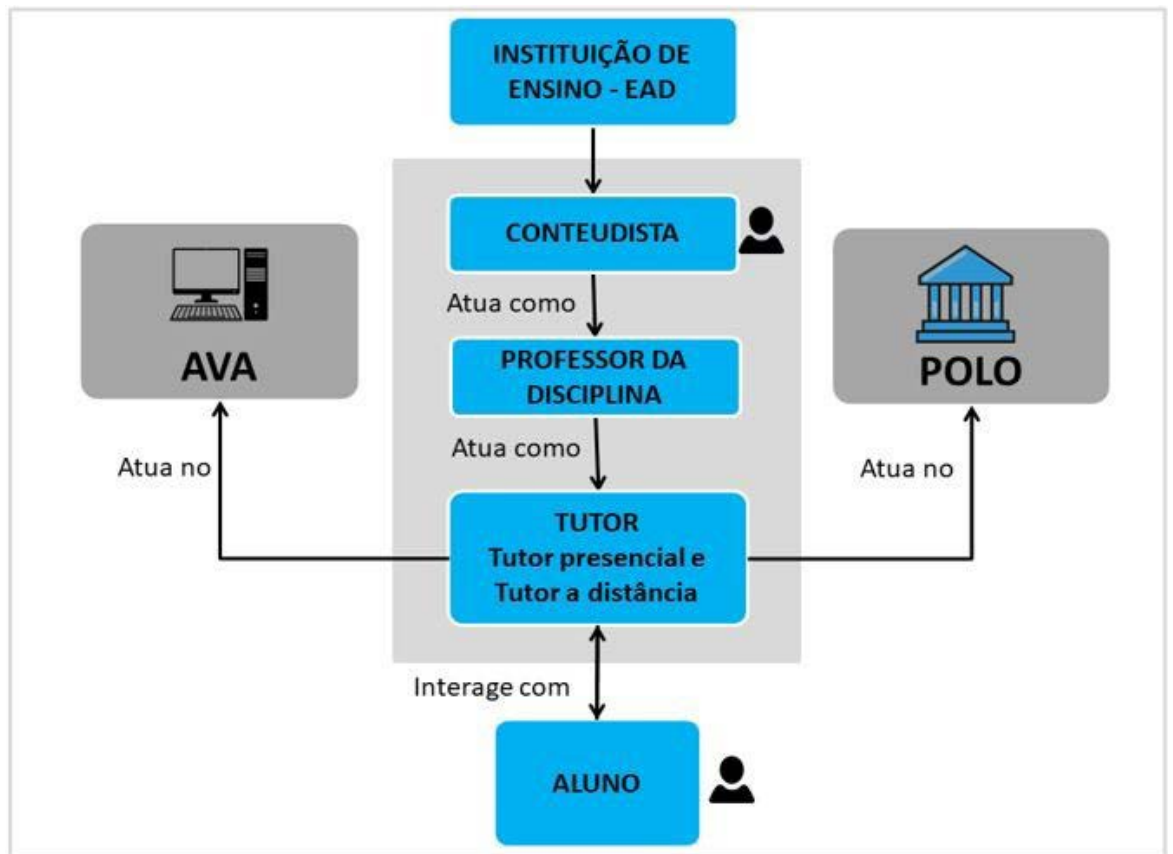 INSTITUIÇÃO DE
ENSINO - EAD
CONTEUDISTA
Atua como
AVA
POLO
PROFESSOR DA
DISCIPLINA
Atua como
Atua no
Atua no
TUTOR
Tutor presencial e
Tutor a distância
Interage com
ALUNO